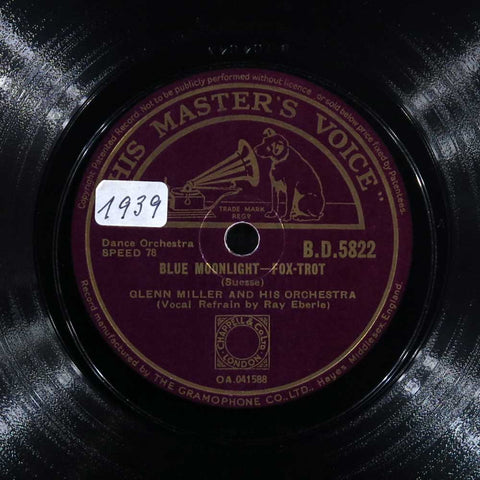 Copyright. Patented Record. Not to be publicly performed without licence or sold below price fixed by Patentees.
"HIS MASTER'S VOICE"
TRADE MARK
REGD
1939
Dance Orchestra
SPEED 78
B.D.5822
BLUE MOONLIGHT—FOX-TROT
(Suesse)
GLENN MILLER AND HIS ORCHESTRA
(Vocal Refrain by Ray Eberle)
CHAPPELL & CO. LTD.
LONDON
OA.041588
Record manufactured by THE GRAMOPHONE CO., LTD. Hayes Middlesex, England.